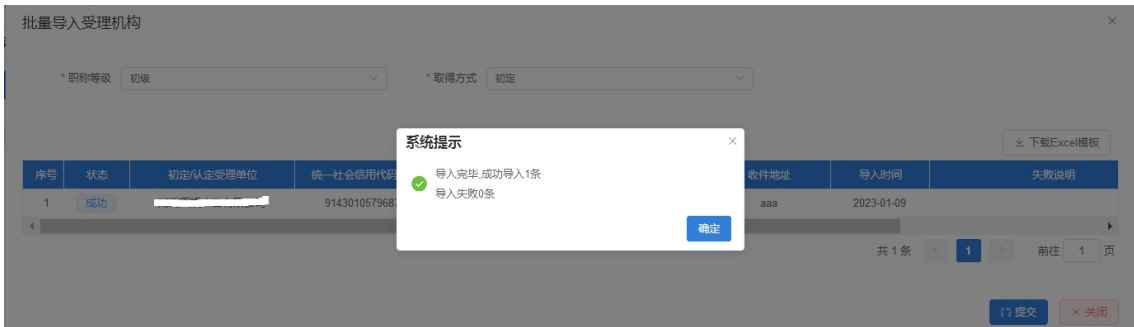 批量导入受理机构
* 职称等级 初级
* 取得方式 初定
下载Excel模板
系统提示
导入完毕,成功导入1条
导入失败0条
确定
序号 状态 初定/认定受理单位 统一社会信用代码 收件地址 导入时间 失败说明
1 成功 9143010579687 aaa 2023-01-09
共 1 条 1 前往 1 页
提交 关闭